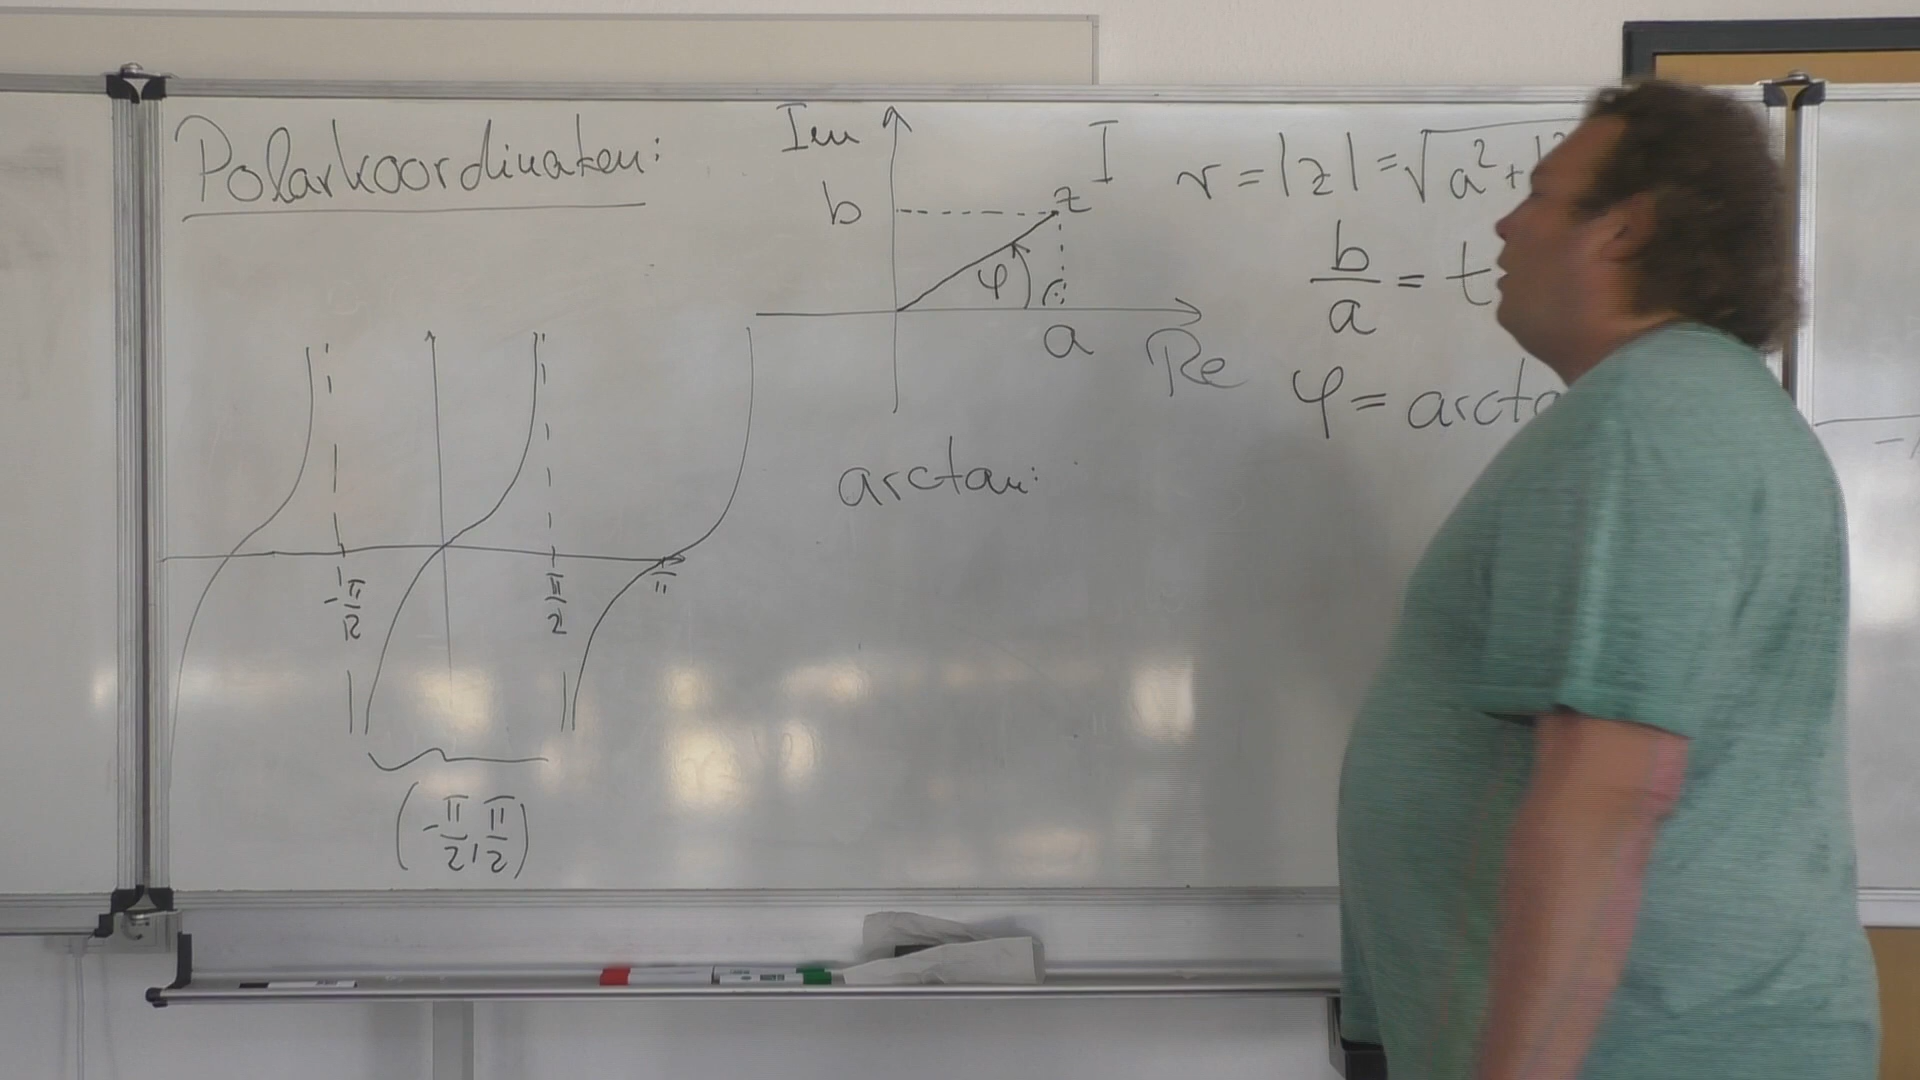 Polarkoordinaten:
Im
b
z
I
φ
a
Re
r = |z| = √a² +
b/a = t
φ = arcta
arctan:
-π/2
π/2
π
(-π/2, π/2)